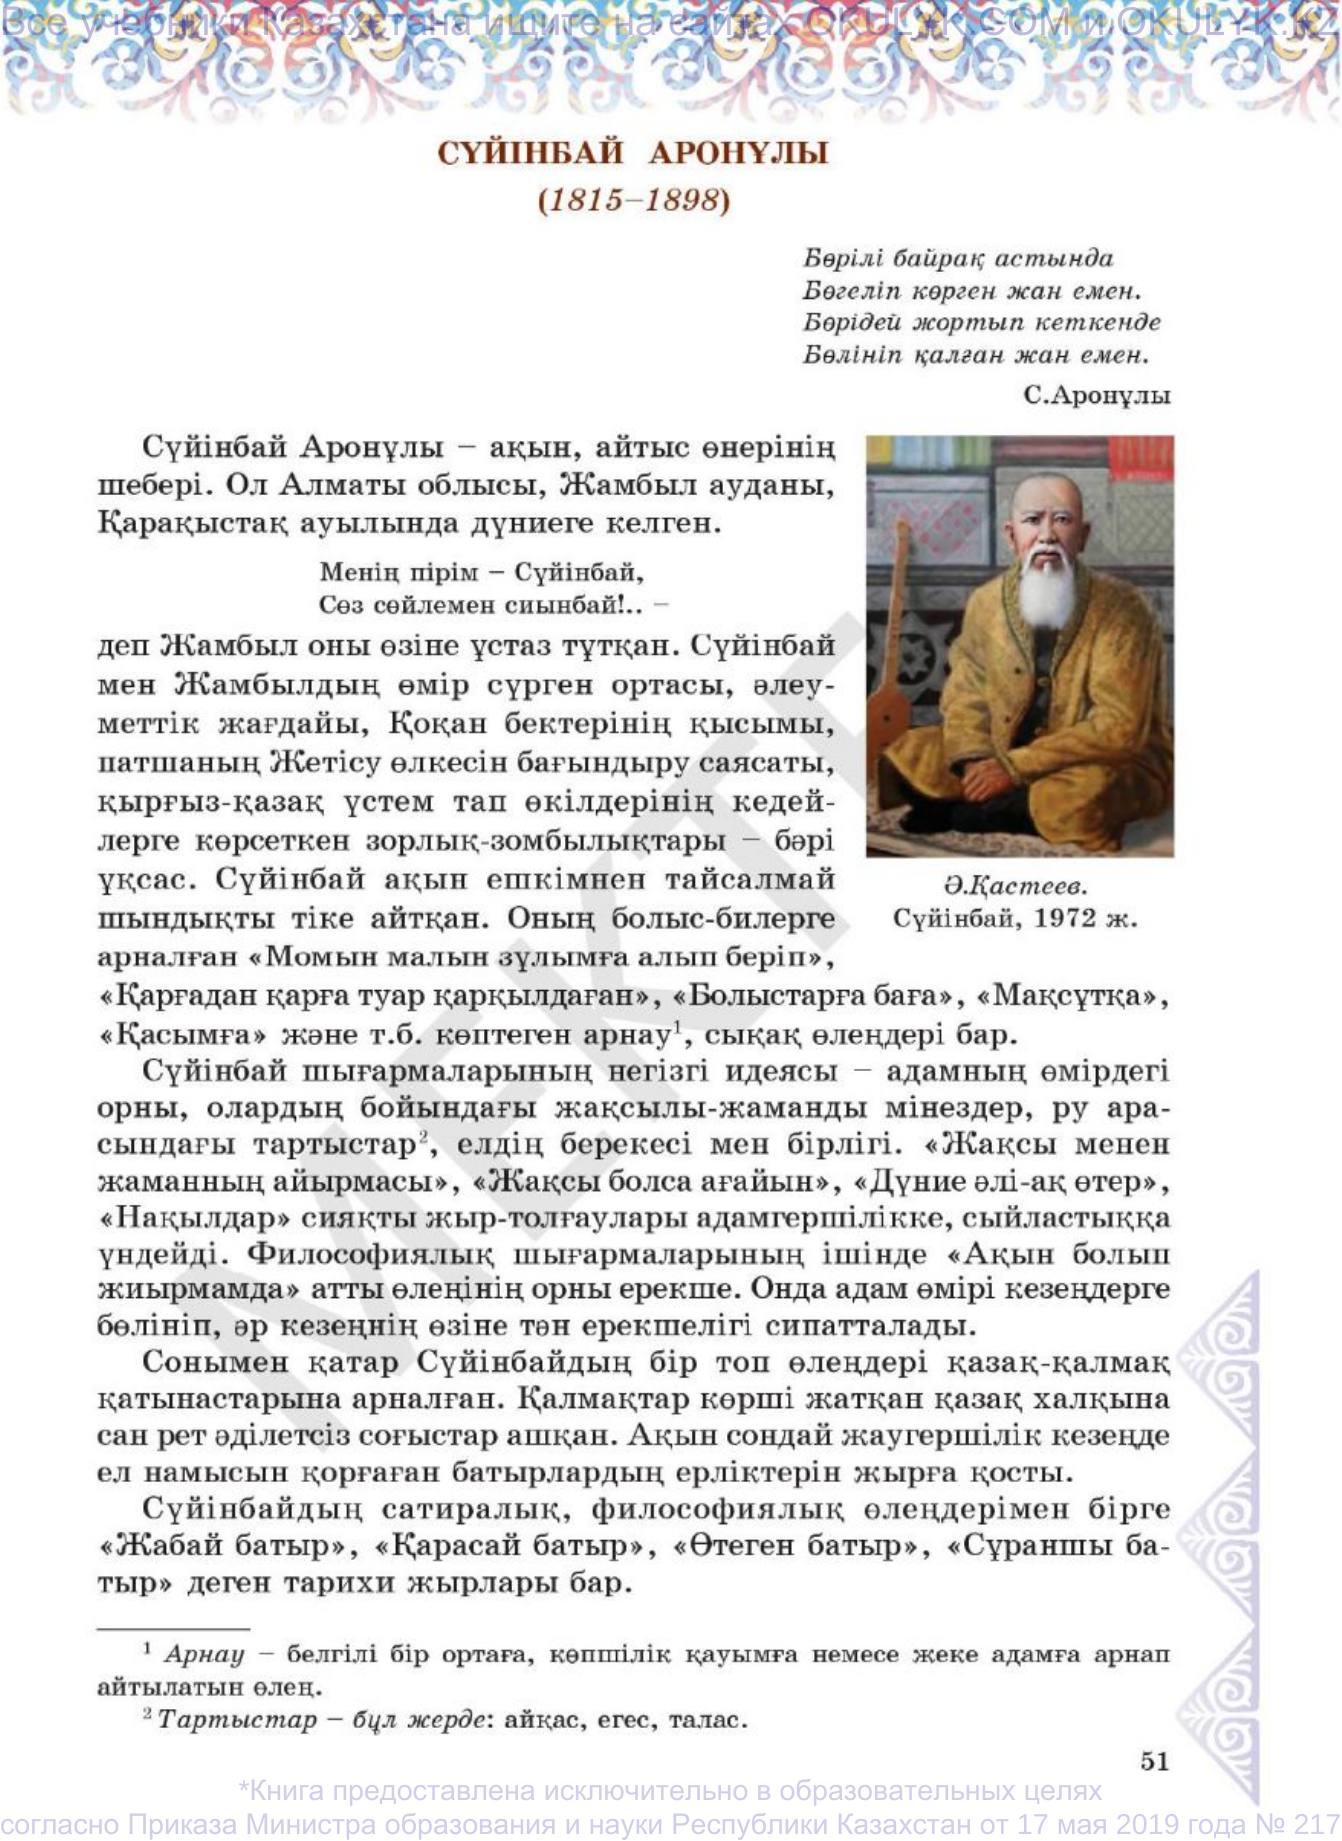 Все учебники Казахстана ищите на сайтах OKULYK.COM и OKULYK.KZ
СҮЙІНБАЙ АРОНҰЛЫ
(1815–1898)
Бөрілі байрақ астында
Бөгеліп көрген жан емен.
Бөрідей жортып кеткенде
Бөлініп қалған жан емен.
С.Аронұлы
Сүйінбай Аронұлы – ақын, айтыс өнерінің
шебері. Ол Алматы облысы, Жамбыл ауданы,
Қарақыстақ ауылында дүниеге келген.
Менің пірім – Сүйінбай,
Сөз сөйлемен сиынбай!.. –
деп Жамбыл оны өзіне ұстаз тұтқан. Сүйінбай
мен Жамбылдың өмір сүрген ортасы, әлеу-
меттік жағдайы, Қоқан бектерінің қысымы,
патшаның Жетісу өлкесін бағындыру саясаты,
қырғыз-қазақ үстем тап өкілдерінің кедей-
лерге көрсеткен зорлық-зомбылықтары – бәрі
ұқсас. Сүйінбай ақын ешкімнен тайсалмай
шындықты тіке айтқан. Оның болыс-билерге
арналған «Момын малын зұлымға алып беріп»,
«Қарғадан қарға туар қарқылдаған», «Болыстарға баға», «Мақсұтқа»,
«Қасымға» және т.б. көптеген арнау¹, сықақ өлеңдері бар.
Ә.Қастеев.
Сүйінбай, 1972 ж.
Сүйінбай шығармаларының негізгі идеясы – адамның өмірдегі
орны, олардың бойындағы жақсылы-жаманды мінездер, ру ара-
сындағы тартыстар², елдің берекесі мен бірлігі. «Жақсы менен
жаманның айырмасы», «Жақсы болса ағайын», «Дүние әлі-ақ өтер»,
«Нақылдар» сияқты жыр-толғаулары адамгершілікке, сыйластыққа
үндейді. Философиялық шығармаларының ішінде «Ақын болып
жиырмамда» атты өлеңінің орны ерекше. Онда адам өмірі кезеңдерге
бөлініп, әр кезеңнің өзіне тән ерекшелігі сипатталады.
Сонымен қатар Сүйінбайдың бір топ өлеңдері қазақ-қалмақ
қатынастарына арналған. Қалмақтар көрші жатқан қазақ халқына
сан рет әділетсіз соғыстар ашқан. Ақын сондай жаугершілік кезеңде
ел намысын қорғаған батырлардың ерліктерін жырға қосты.
Сүйінбайдың сатиралық, философиялық өлеңдерімен бірге
«Жабай батыр», «Қарасай батыр», «Өтеген батыр», «Сұраншы ба-
тыр» деген тарихи жырлары бар.
¹ Арнау – белгілі бір ортаға, көпшілік қауымға немесе жеке адамға арнап
айтылатын өлең.
² Тартыстар – бұл жерде: айқас, егес, талас.
51
*Книга предоставлена исключительно в образовательных целях
согласно Приказа Министра образования и науки Республики Казахстан от 17 мая 2019 года № 217